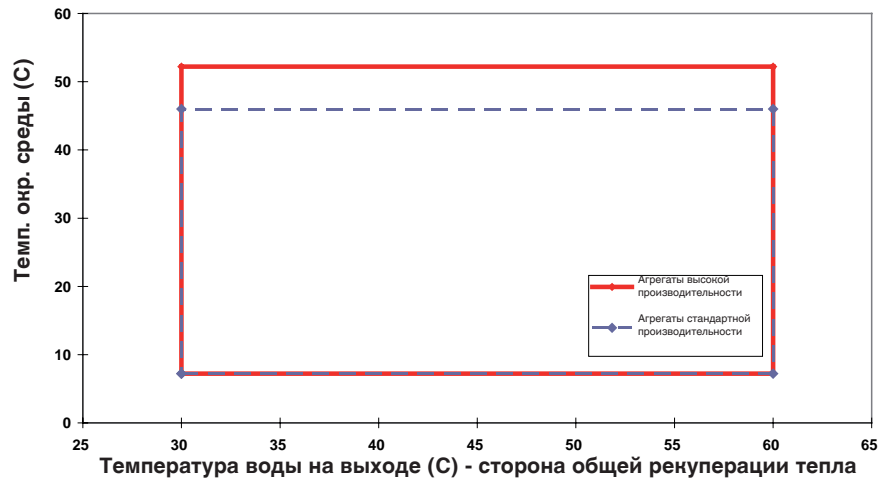 60
50
40
30
20
10
0
Темп. окр. среды (С)
Агрегаты высокой
производительности
Агрегаты стандартной
производительности
25 30 35 40 45 50 55 60 65
Температура воды на выходе (С) - сторона общей рекуперации тепла